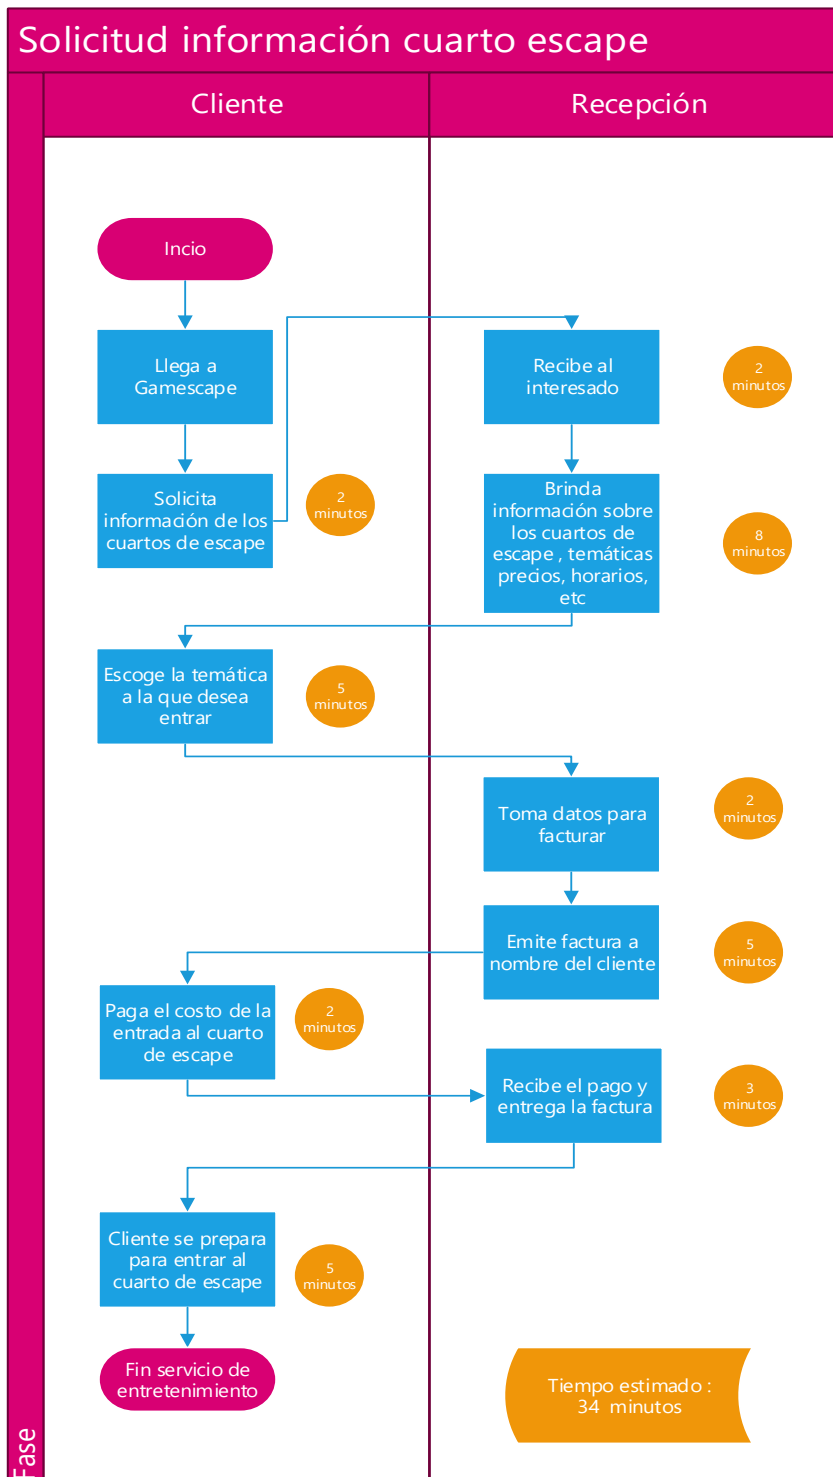 Solicitud información cuarto escape
Cliente
Recepción
Incio
Llega a
Gamescape
Recibe al
interesado
2
minutos
Solicita
información de los
cuartos de escape
2
minutos
Brinda
información sobre
los cuartos de
escape , temáticas
precios, horarios,
etc
8
minutos
Escoge la temática
a la que desea
entrar
5
minutos
Toma datos para
facturar
2
minutos
Emite factura a
nombre del cliente
5
minutos
Paga el costo de la
entrada al cuarto
de escape
2
minutos
Recibe el pago y
entrega la factura
3
minutos
Cliente se prepara
para entrar al
cuarto de escape
5
minutos
Fin servicio de
entretenimiento
Tiempo estimado :
34 minutos
Fase